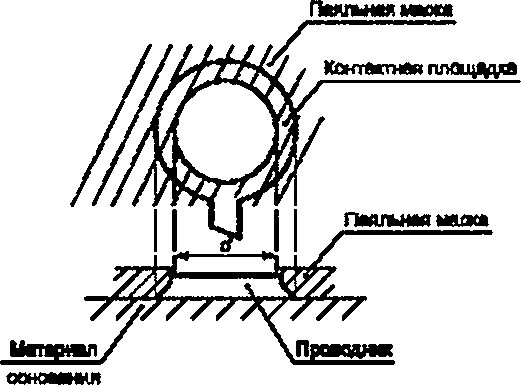 Паяльная маска
Контактная площадка
Паяльная маска
d
Материал
основания
Проводник